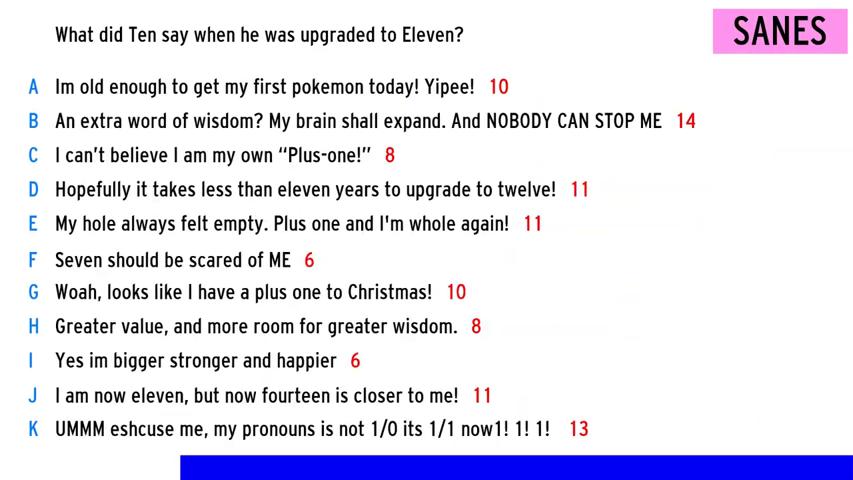 What did Ten say when he was upgraded to Eleven?
SANES
A Im old enough to get my first pokemon today! Yipee! 10
B An extra word of wisdom? My brain shall expand. And NOBODY CAN STOP ME 14
C I can't believe I am my own “Plus-one!” 8
D Hopefully it takes less than eleven years to upgrade to twelve! 11
E My hole always felt empty. Plus one and I'm whole again! 11
F Seven should be scared of ME 6
G Woah, looks like I have a plus one to Christmas! 10
H Greater value, and more room for greater wisdom. 8
I Yes im bigger stronger and happier 6
J I am now eleven, but now fourteen is closer to me! 11
K UMMM eshcuse me, my pronouns is not 1/0 its 1/1 now1! 1! 1! 13